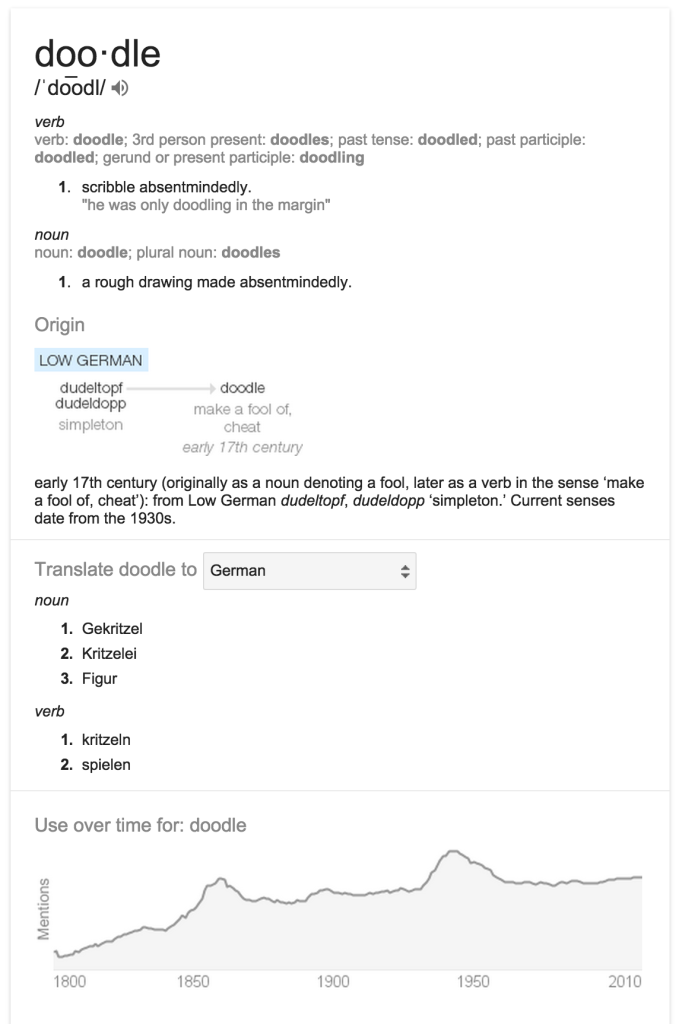 doo·dle
/ˈdo͞odl/
verb
verb: doodle; 3rd person present: doodles; past tense: doodled; past participle:
doodled; gerund or present participle: doodling
1. scribble absentmindedly.
"he was only doodling in the margin"
noun
noun: doodle; plural noun: doodles
1. a rough drawing made absentmindedly.
Origin
LOW GERMAN
dudeltopf
dudeldopp
simpleton
doodle
make a fool of,
cheat
early 17th century
early 17th century (originally as a noun denoting a fool, later as a verb in the sense ‘make
a fool of, cheat’): from Low German dudeltopf, dudeldopp ‘simpleton.’ Current senses
date from the 1930s.
Translate doodle to German
noun
1. Gekritzel
2. Kritzelei
3. Figur
verb
1. kritzeln
2. spielen
Use over time for: doodle
Mentions
1800 1850 1900 1950 2010